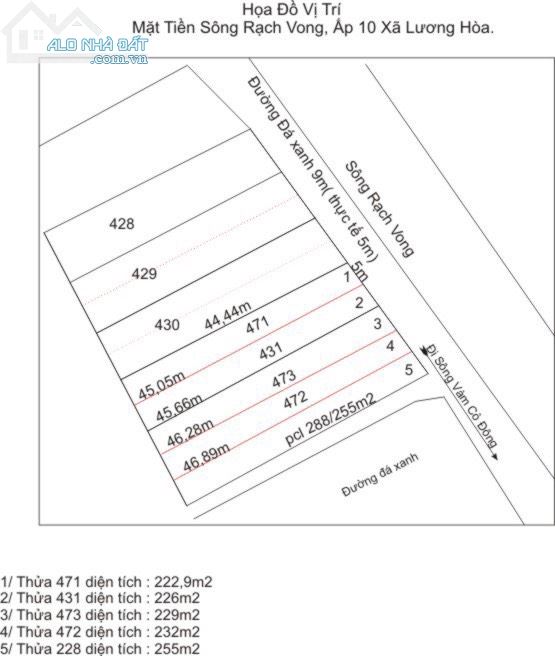 Họa Đồ Vị Trí
Mặt Tiền Sông Rạch Vong, Ấp 10 Xã Lương Hòa.
ALO NHÀ ĐẤT
.com.vn
Đường Đá xanh 9m( thực tế 5m)
Sông Rạch Vong
428
429
430
44,44m
5m
1
471
2
45,05m
431
3
45,66m
473
4
46,28m
472
5
46,89m
pcl 288/255m2
Đi Sông Vàm Cỏ Đông
Đường đá xanh
1/ Thửa 471 diện tích : 222,9m2
2/ Thửa 431 diện tích : 226m2
3/ Thửa 473 diện tích : 229m2
4/ Thửa 472 diện tích : 232m2
5/ Thửa 228 diện tích : 255m2